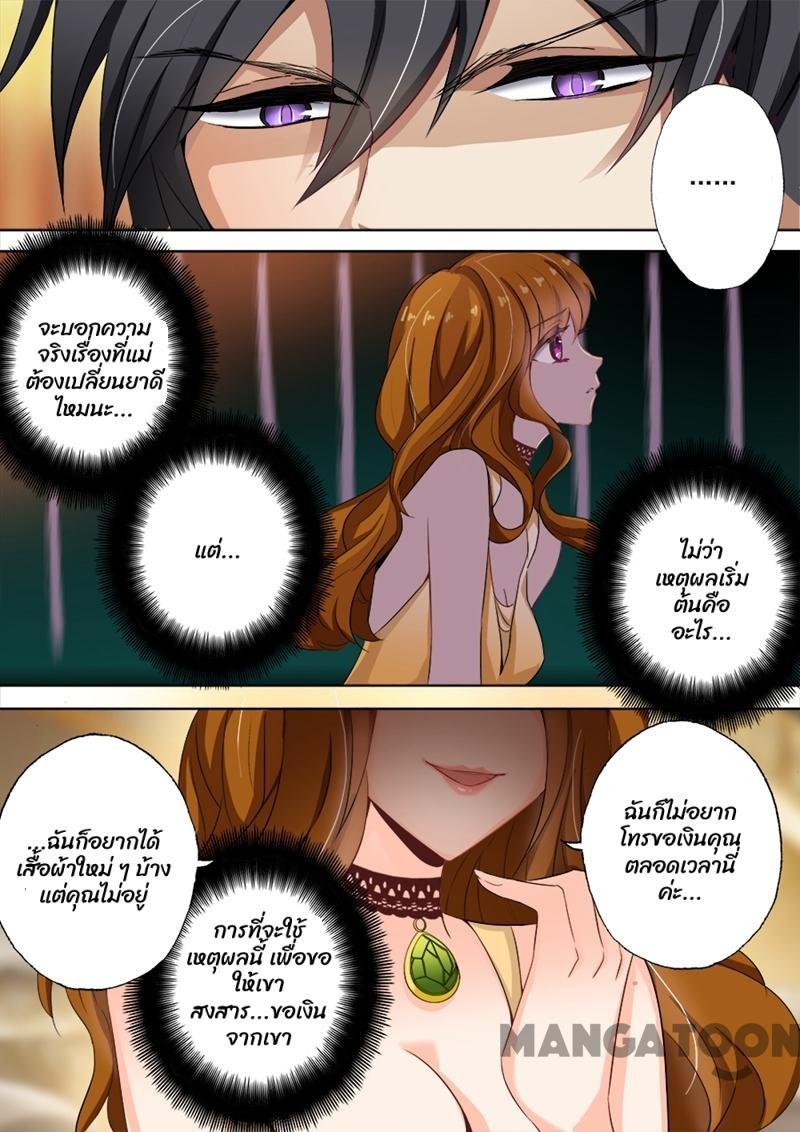 ......
จะบอกความ
จริงเรื่องที่แม่
ต้องเปลี่ยนยาดี
ไหมนะ...
แต่...
ไม่ว่า
เหตุผลเริ่ม
ต้นคือ
อะไร...
..ฉันก็อยากได้
เสื้อผ้าใหม่ ๆ บ้าง
แต่คุณไม่อยู่
ฉันก็ไม่อยาก
โทรขอเงินคุณ
ตลอดเวลานี่
ค่ะ...
การที่จะใช้
เหตุผลนี้ เพื่อขอ
ให้เขา
สงสาร...ขอเงิน
จากเขา
MANGATOON